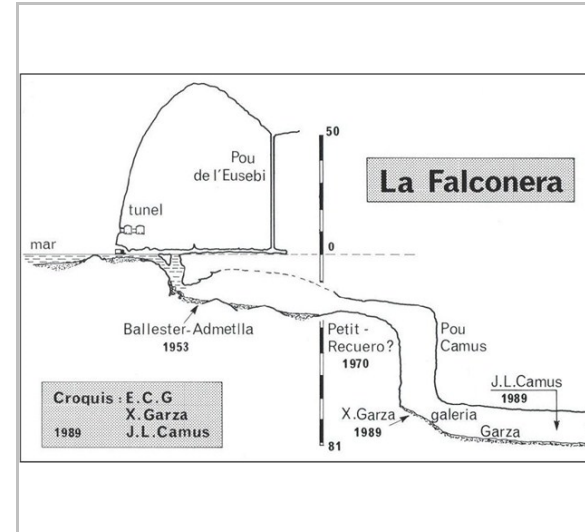 La Falconera
50
Pou
de l'Eusebi
tunel
mar
0
Ballester-Admetlla
1953
Petit -
Recuero?
1970
Pou
Camus
J.L.Camus
1989
X.Garza
1989
galeria
Garza
81
Croquis : E.C.G
X.Garza
1989 J.L.Camus